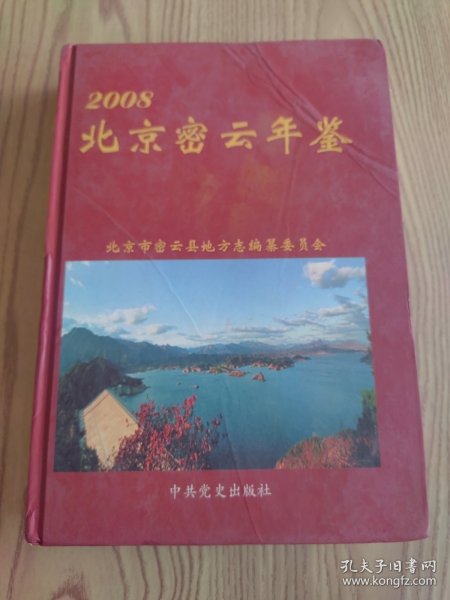 2008
北京密云年鉴
北京市密云县地方志编纂委员会
中共党史出版社
孔夫子旧书网
www.kongfz.com